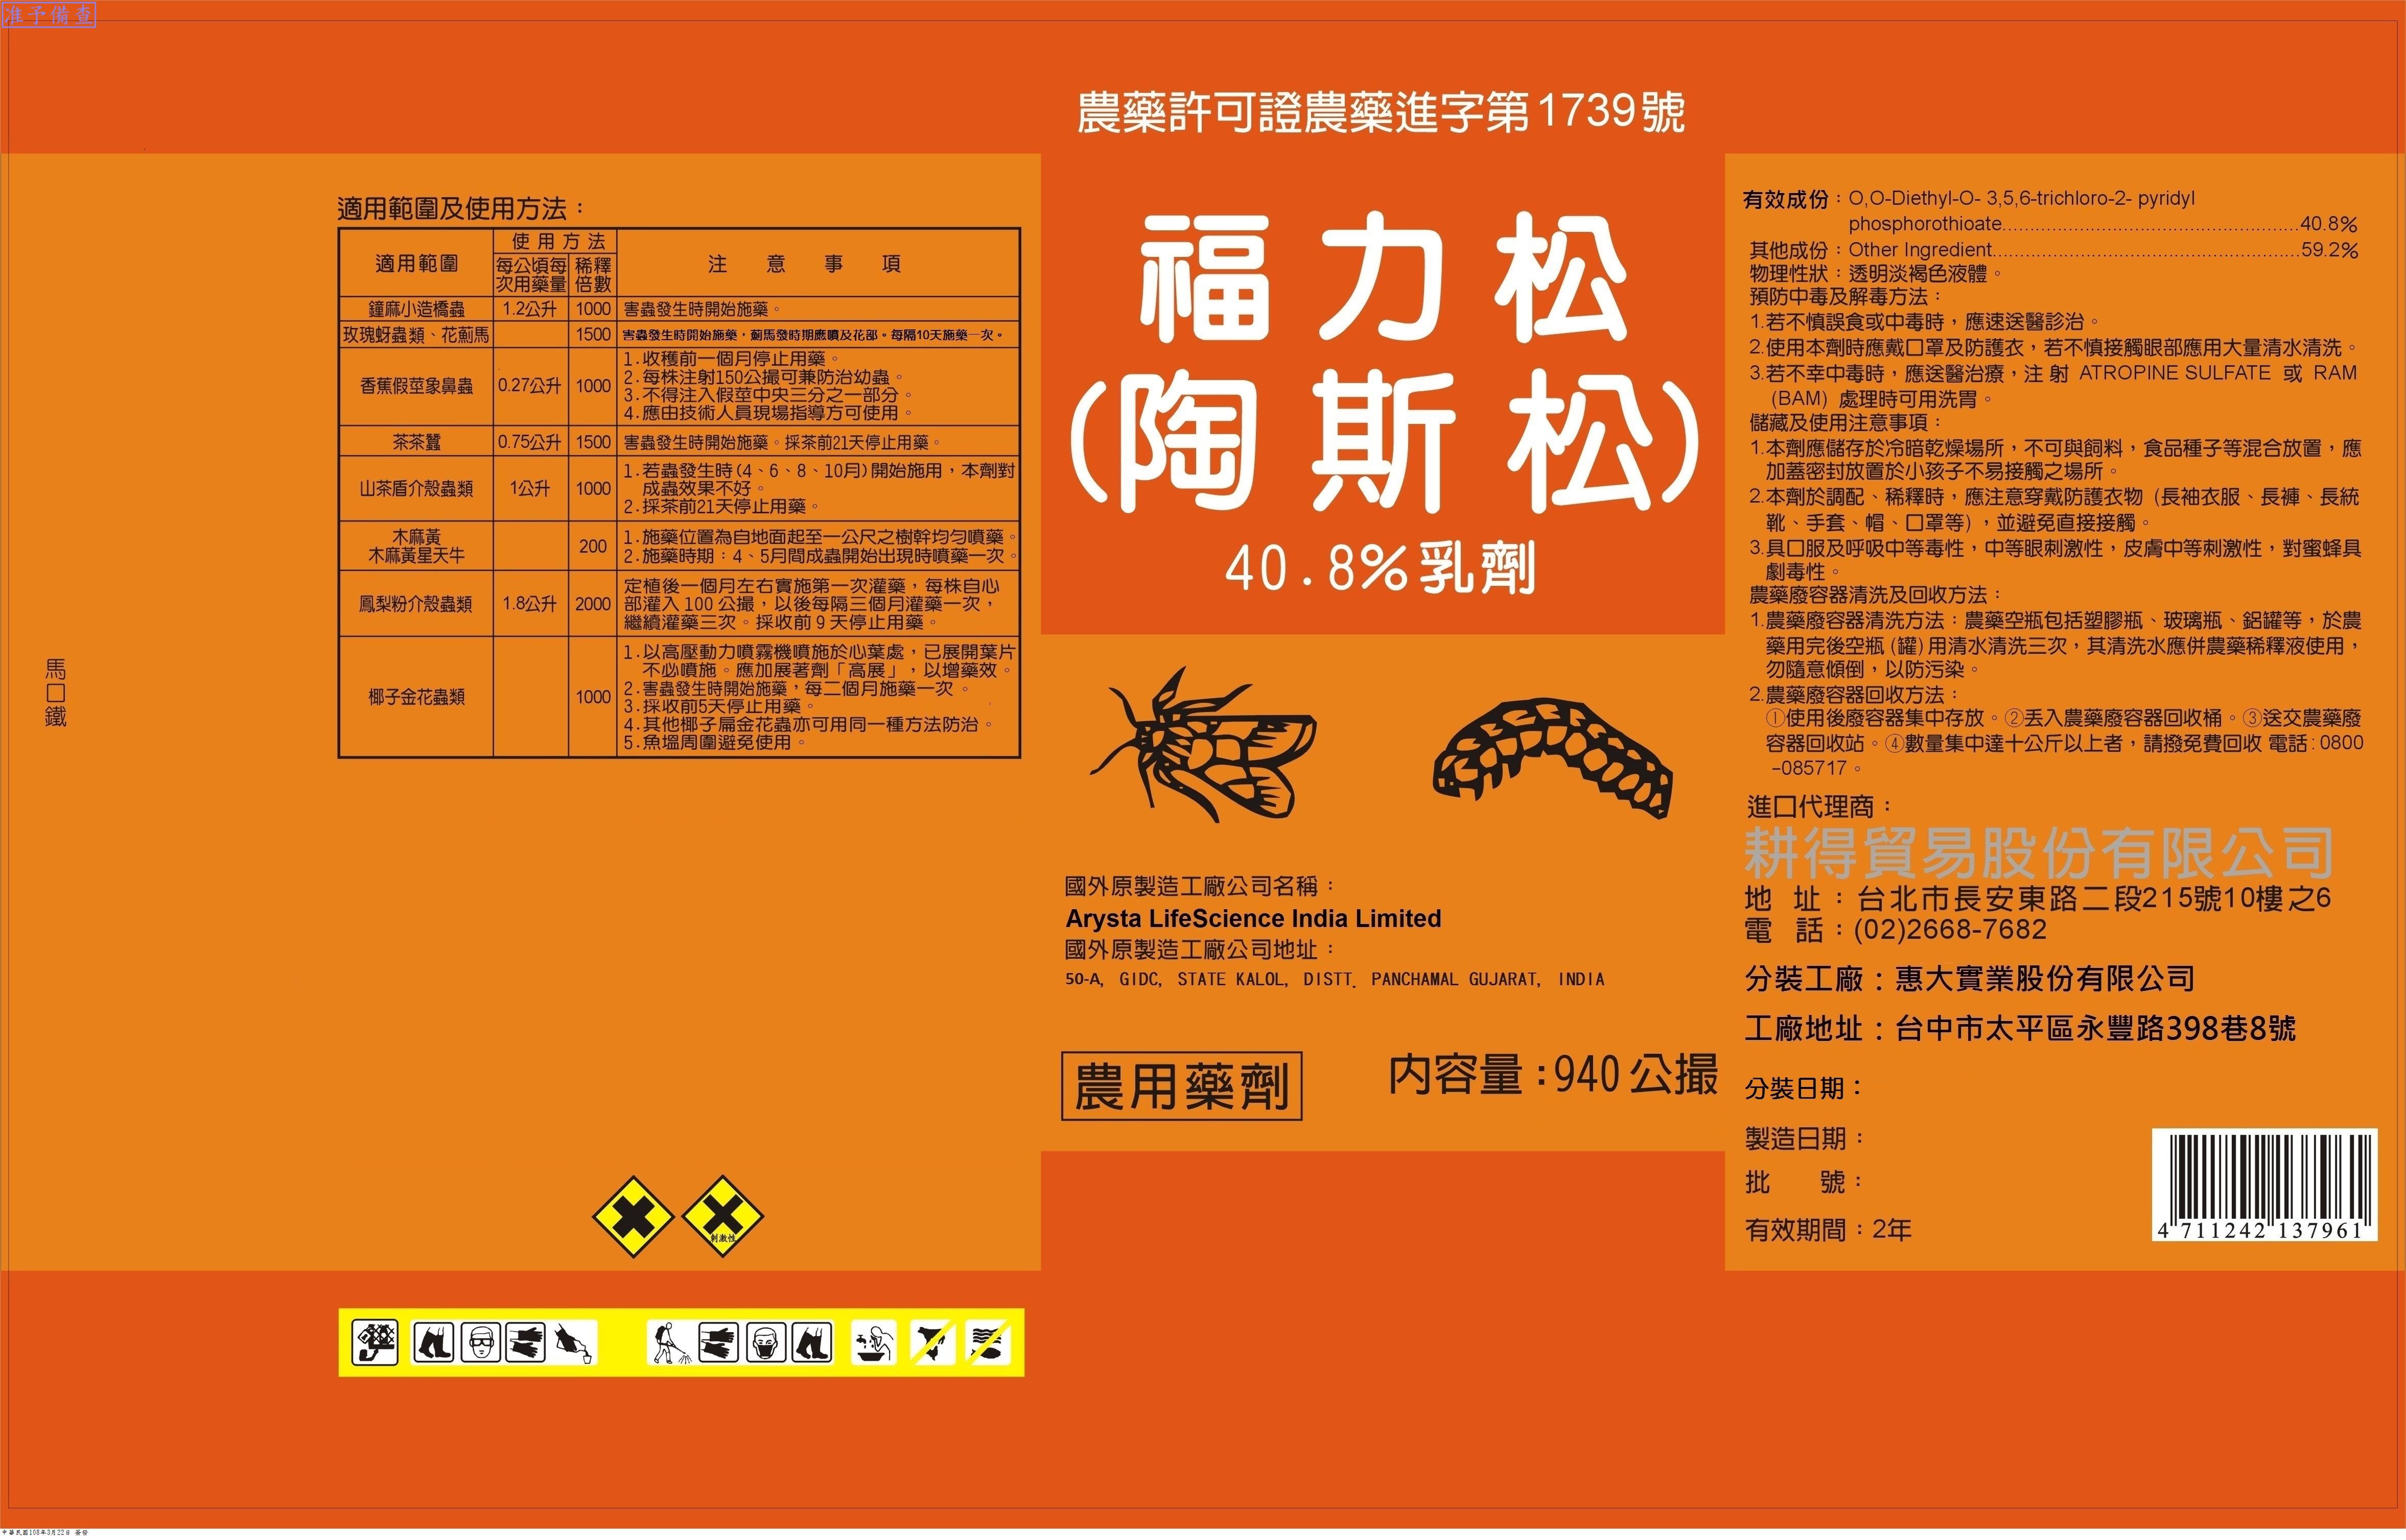 准予備查
農藥許可證農藥進字第1739號
福力松
(陶斯松)
40.8%乳劑
國外原製造工廠公司名稱：
Arysta LifeScience India Limited
國外原製造工廠公司地址：
50-A, GIDC, STATE KALOL, DISTT. PANCHAMAL GUJARAT, INDIA
農用藥劑
內容量:940公撮
馬口鐵
適用範圍及使用方法：
適用範圍 使用方法 注意事項
每公頃每次用藥量 稀釋倍數
鐘麻小造橋蟲 1.2公升 1000 害蟲發生時開始施藥。
玫瑰蚜蟲類、花薊馬 1500 害蟲發生時開始施藥，薊馬發時期應噴及花部。每隔10天施藥一次。
香蕉假莖象鼻蟲 0.27公升 1000
1.收穫前一個月停止用藥。
2.每株注射150公撮可兼防治幼蟲。
3.不得注入假莖中央三分之一部分。
4.應由技術人員現場指導方可使用。
茶茶蠶 0.75公升 1500 害蟲發生時開始施藥。採茶前21天停止用藥。
山茶盾介殼蟲類 1公升 1000
1.若蟲發生時(4、6、8、10月)開始施用，本劑對
成蟲效果不好。
2.採茶前21天停止用藥。
木麻黃
木麻黃星天牛 200
1.施藥位置為自地面起至一公尺之樹幹均勻噴藥。
2.施藥時期：4、5月間成蟲開始出現時噴藥一次。
鳳梨粉介殼蟲類 1.8公升 2000
定植後一個月左右實施第一次灌藥，每株自心
部灌入100公撮，以後每隔三個月灌藥一次，
繼續灌藥三次。採收前9天停止用藥。
椰子金花蟲類 1000
1.以高壓動力噴霧機噴施於心葉處，已展開葉片
不必噴施。應加展著劑「高展」，以增藥效。
2.害蟲發生時開始施藥，每二個月施藥一次。
3.採收前5天停止用藥。
4.其他椰子扁金花蟲亦可用同一種方法防治。
5.魚塭周圍避免使用。
刺激性
有效成份：O,O-Diethyl-O- 3,5,6-trichloro-2- pyridyl
phosphorothioate..................................................40.8%
其他成份：Other Ingredient....................................................59.2%
物理性狀：透明淡褐色液體。
預防中毒及解毒方法：
1.若不慎誤食或中毒時，應速送醫診治。
2.使用本劑時應戴口罩及防護衣，若不慎接觸眼部應用大量清水清洗。
3.若不幸中毒時，應送醫治療，注射 ATROPINE SULFATE 或 RAM
(BAM) 處理時可用洗胃。
儲藏及使用注意事項：
1.本劑應儲存於冷暗乾燥場所，不可與飼料，食品種子等混合放置，應
加蓋密封放置於小孩子不易接觸之場所。
2.本劑於調配、稀釋時，應注意穿戴防護衣物 (長袖衣服、長褲、長統
靴、手套、帽、口罩等)，並避免直接接觸。
3.具口服及呼吸中等毒性，中等眼刺激性，皮膚中等刺激性，對蜜蜂具
劇毒性。
農藥廢容器清洗及回收方法：
1.農藥廢容器清洗方法：農藥空瓶包括塑膠瓶、玻璃瓶、鋁罐等，於農
藥用完後空瓶(罐)用清水清洗三次，其清洗水應併農藥稀釋液使用，
勿隨意傾倒，以防污染。
2.農藥廢容器回收方法：
①使用後廢容器集中存放。②丟入農藥廢容器回收桶。③送交農藥廢
容器回收站。④數量集中達十公斤以上者，請撥免費回收 電話:0800
-085717。
進口代理商：
耕得貿易股份有限公司
地 址：台北市長安東路二段215號10樓之6
電 話：(02)2668-7682
分裝工廠：惠大實業股份有限公司
工廠地址：台中市太平區永豐路398巷8號
分裝日期：
製造日期：
批 號：
有效期間：2年
4 711242 137961
中華民國108年3月22日 簽發